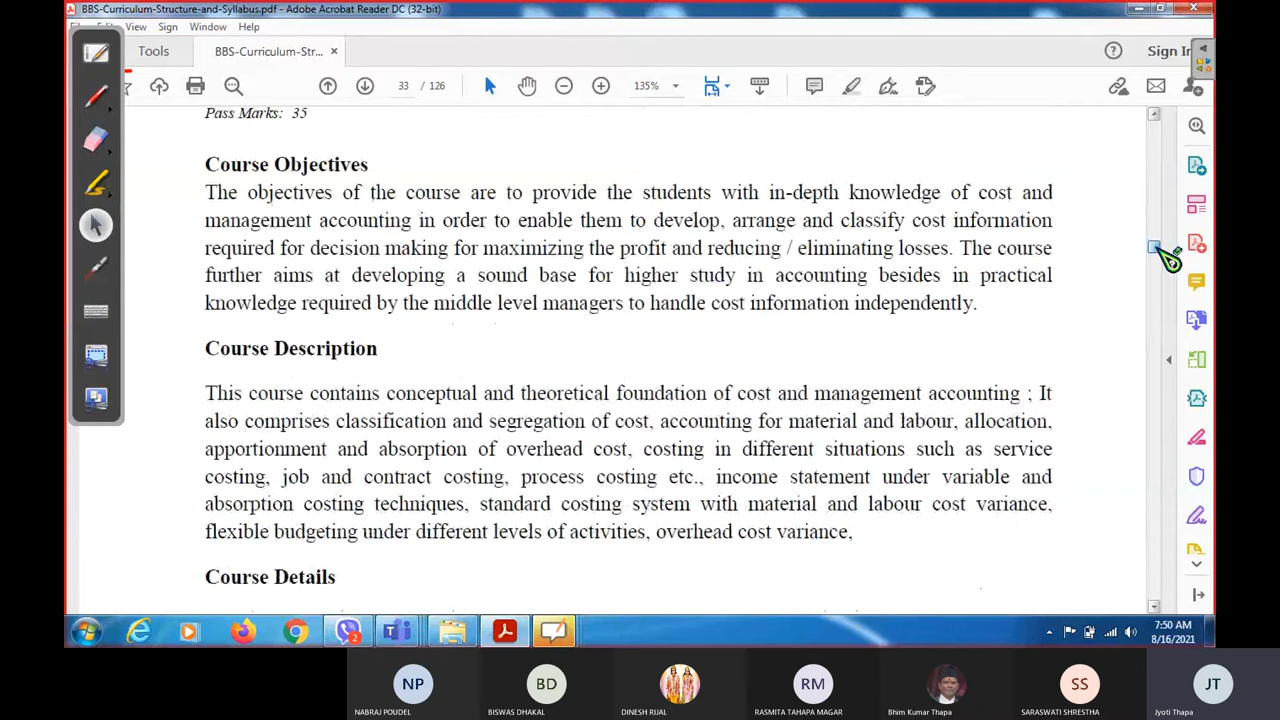 BBS-Curriculum-Structure-and-Syllabus.pdf - Adobe Acrobat Reader DC (32-bit)
View Sign Window Help
Tools BBS-Curriculum-Str... × Sign In
33 / 126 135%
Pass Marks: 35
Course Objectives
The objectives of the course are to provide the students with in-depth knowledge of cost and
management accounting in order to enable them to develop, arrange and classify cost information
required for decision making for maximizing the profit and reducing / eliminating losses. The course
further aims at developing a sound base for higher study in accounting besides in practical
knowledge required by the middle level managers to handle cost information independently.
Course Description
This course contains conceptual and theoretical foundation of cost and management accounting ; It
also comprises classification and segregation of cost, accounting for material and labour, allocation,
apportionment and absorption of overhead cost, costing in different situations such as service
costing, job and contract costing, process costing etc., income statement under variable and
absorption costing techniques, standard costing system with material and labour cost variance,
flexible budgeting under different levels of activities, overhead cost variance,
Course Details
2
7:50 AM
8/16/2021
NP BD RM SS JT
NABRAJ POUDEL BISWAS DHAKAL DINESH RIJAL RASMITA TAHAPA MAGAR Bhim Kumar Thapa SARASWATI SHRESTHA Jyoti Thapa